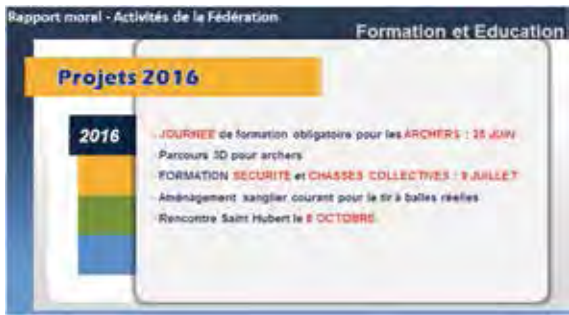 Rapport moral - Activités de la Fédération
Formation et Education
Projets 2016
2016
- JOURNEE de formation obligatoire pour les ARCHERS : 25 JUIN
- Parcours 3D pour archers
- FORMATION SECURITE et CHASSES COLLECTIVES : 9 JUILLET
- Aménagement sanglier courant pour le tir à balles réelles
- Rencontre Saint Hubert le 8 OCTOBRE